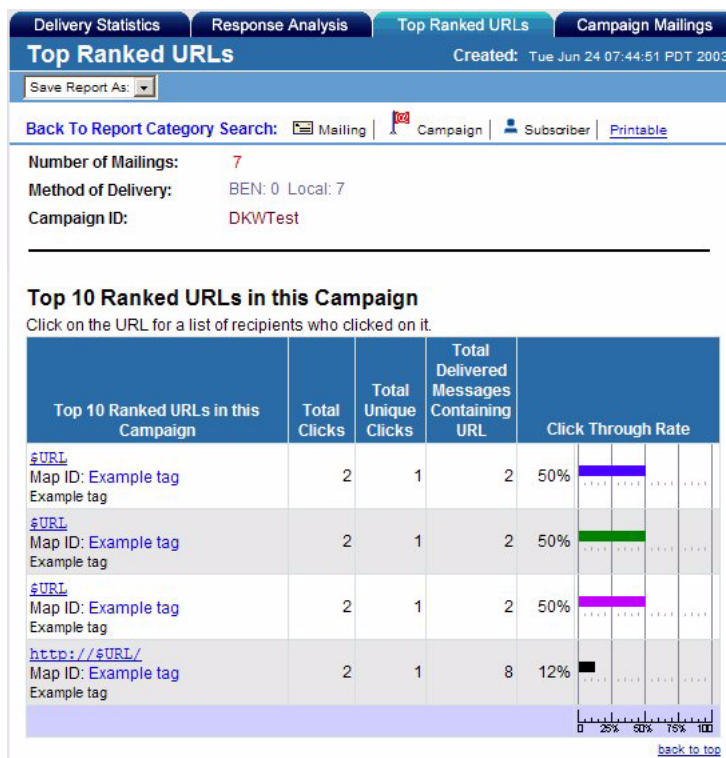 Delivery Statistics Response Analysis Top Ranked URLs Campaign Mailings
Top Ranked URLs Created: Tue Jun 24 07:44:51 PDT 2003
Save Report As:
Back To Report Category Search: Mailing | Campaign | Subscriber | Printable
Number of Mailings: 7
Method of Delivery: BEN: 0 Local: 7
Campaign ID: DKWTest
Top 10 Ranked URLs in this Campaign
Click on the URL for a list of recipients who clicked on it.
Top 10 Ranked URLs in this Campaign Total Clicks Total Unique Clicks Total Delivered Messages Containing URL Click Through Rate
$URL
Map ID: Example tag 2 1 2 50%
Example tag
$URL
Map ID: Example tag 2 1 2 50%
Example tag
$URL
Map ID: Example tag 2 1 2 50%
Example tag
http://$URL/
Map ID: Example tag 2 1 8 12%
Example tag
0 25% 50% 75% 100
back to top